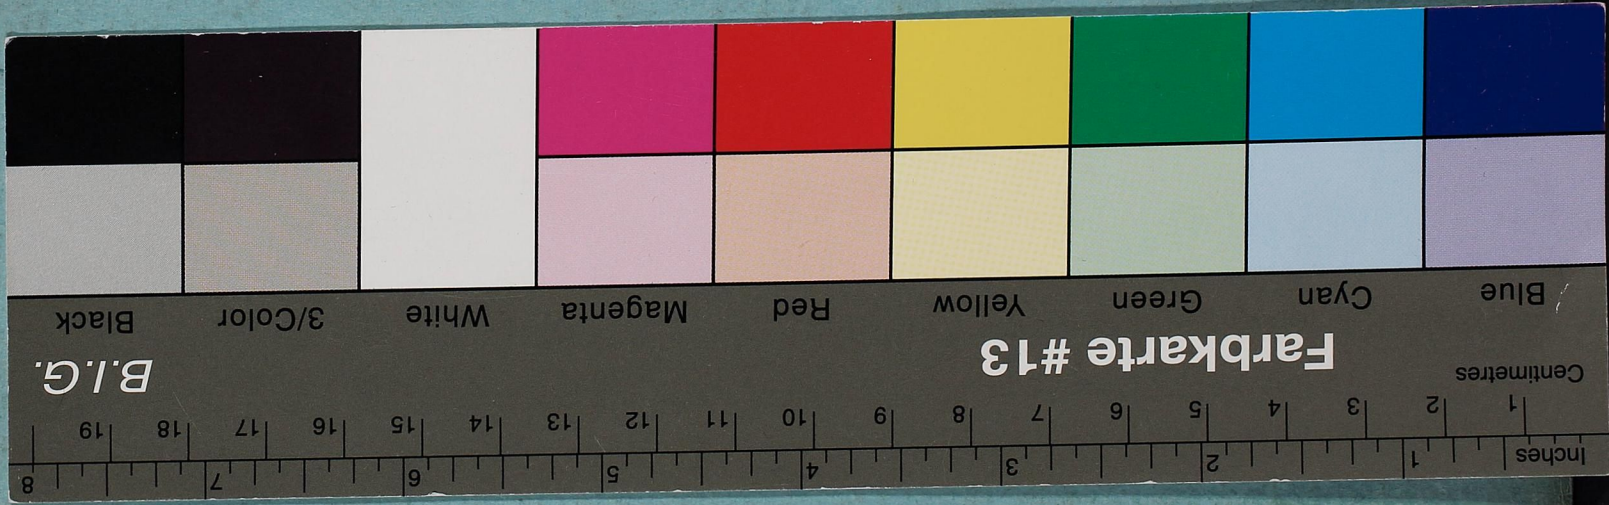 Inches 1 2 3 4 5 6 7 8
1 2 3 4 5 6 7 8 9 10 11 12 13 14 15 16 17 18 19
Centimetres
Farbkarte #13 B.I.G.
Blue Cyan Green Yellow Red Magenta White 3/Color Black